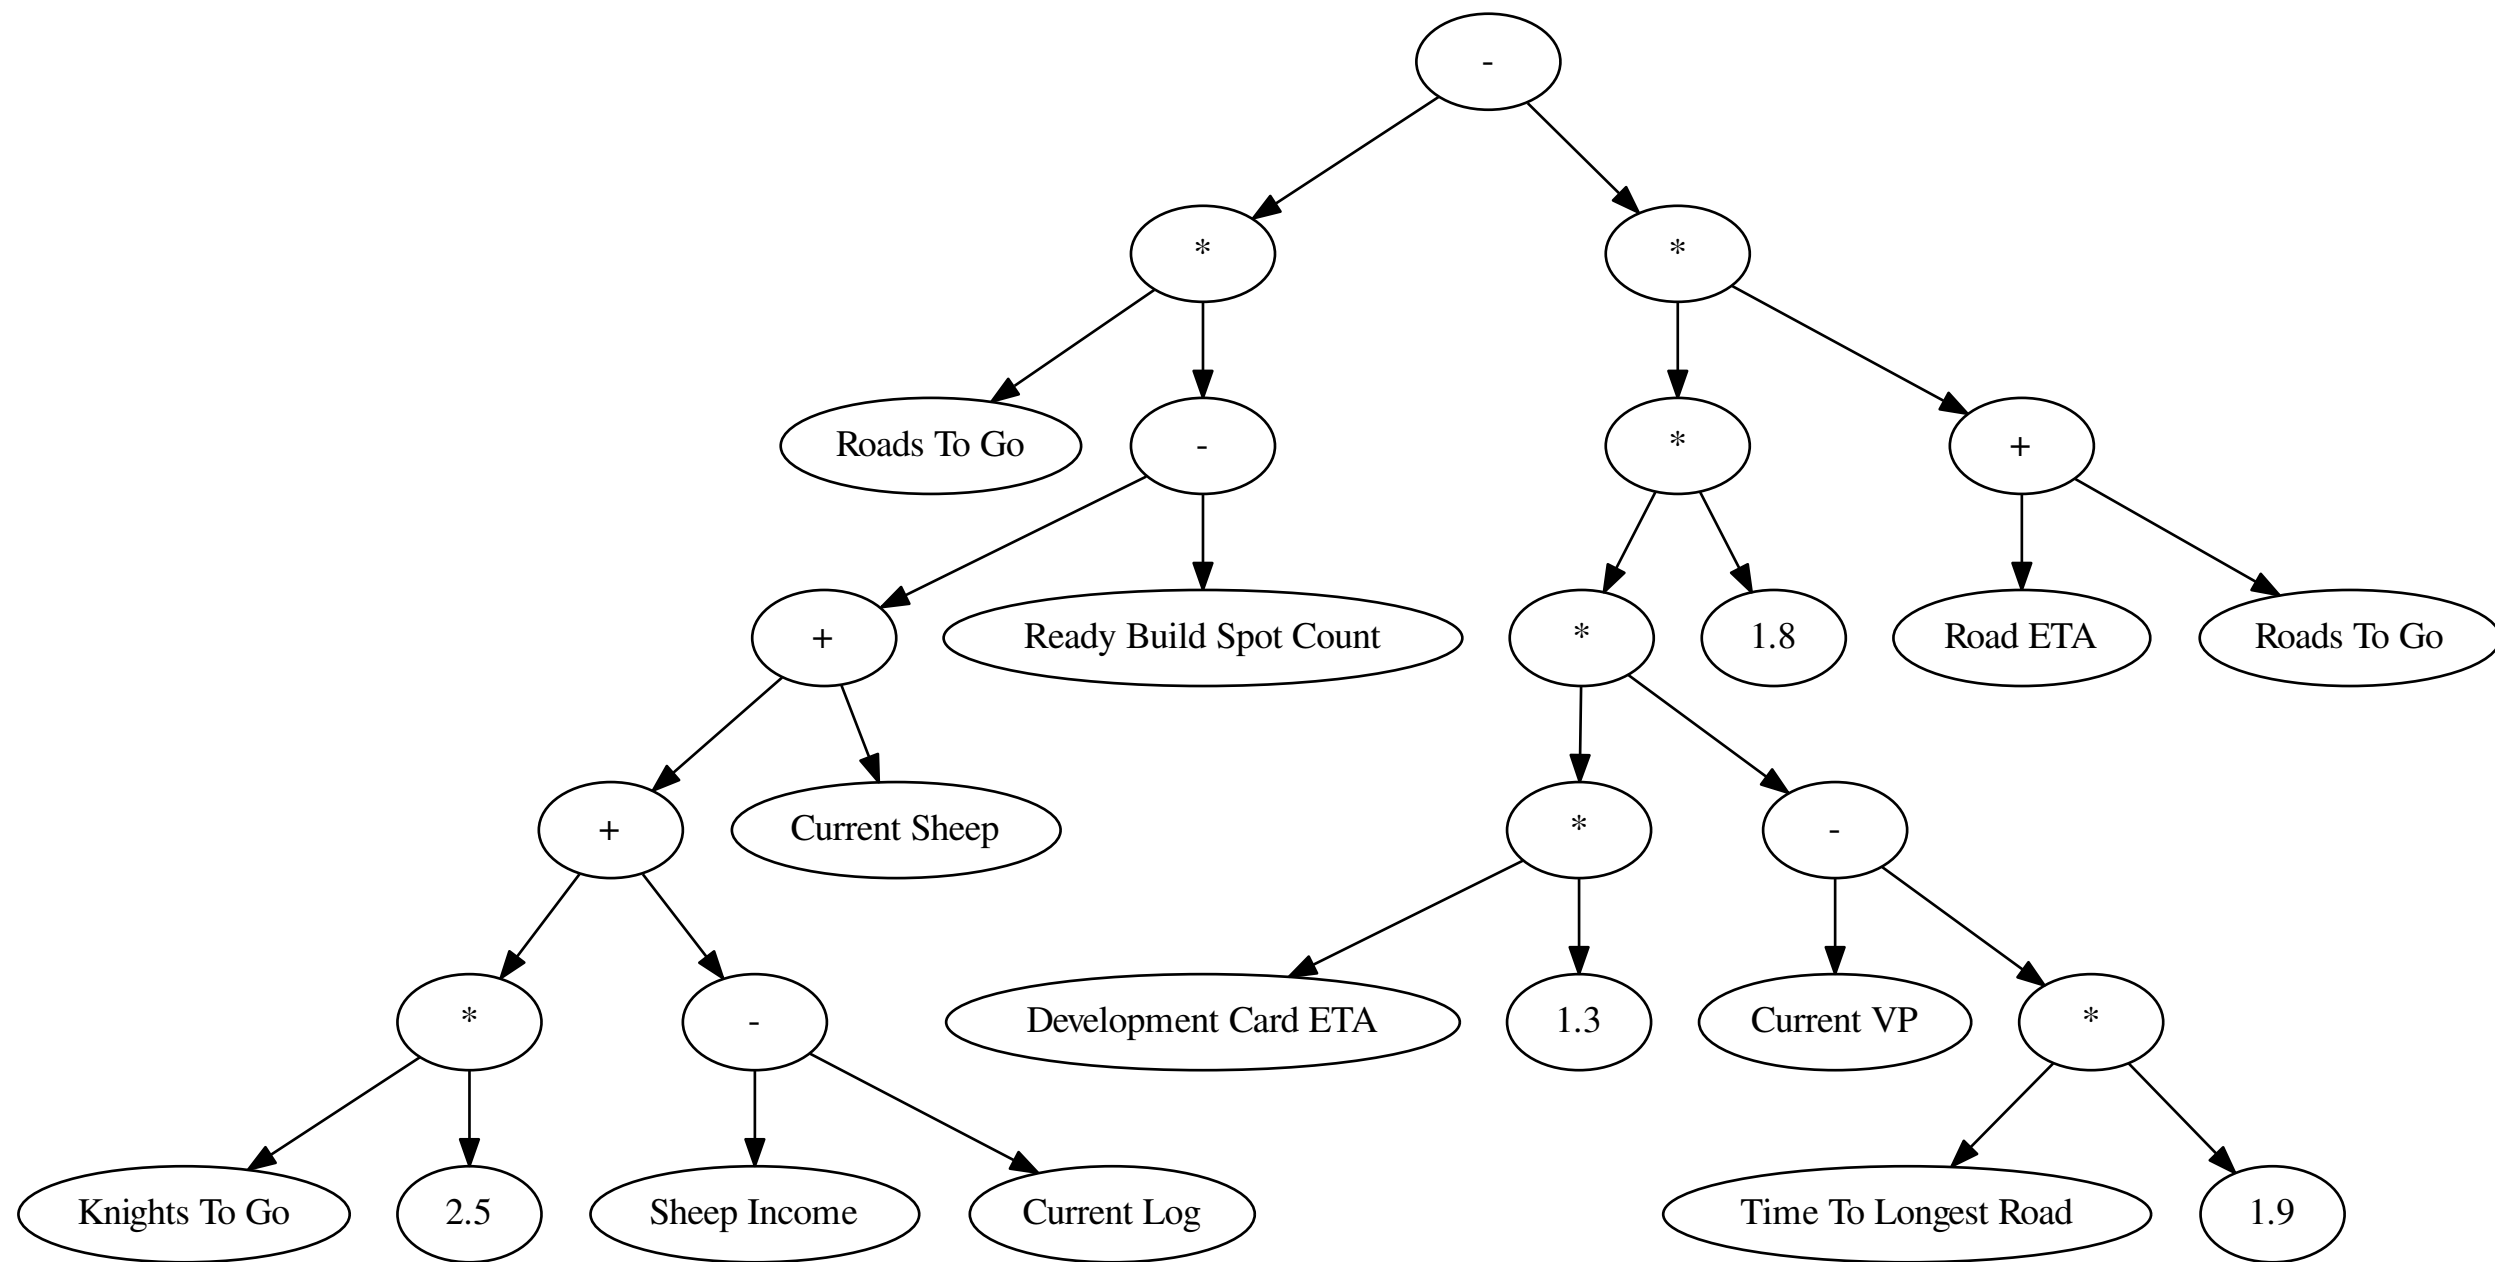 -
*
*
Roads To Go
-
*
+
+
Ready Build Spot Count
*
1.8
Road ETA
Roads To Go
+
Current Sheep
*
-
*
-
Development Card ETA
1.3
Current VP
*
Knights To Go
2.5
Sheep Income
Current Log
Time To Longest Road
1.9